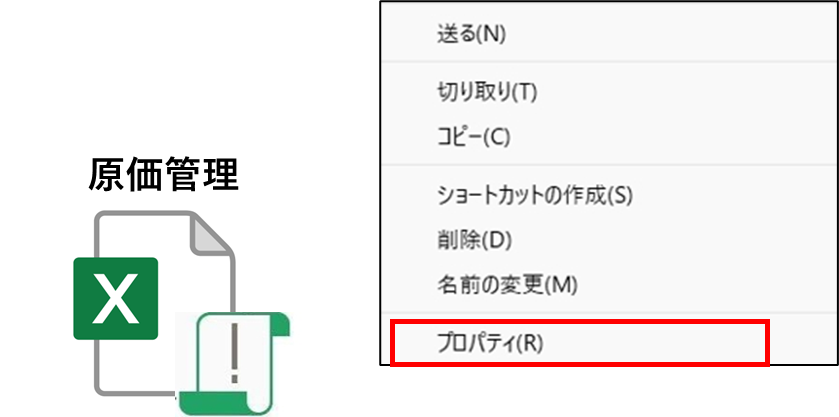 原価管理
X
送る(N)
切り取り(T)
コピー(C)
ショートカットの作成(S)
削除(D)
名前の変更(M)
プロパティ(R)